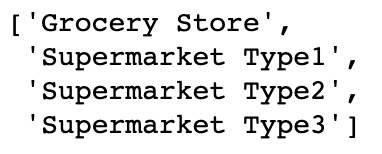 ['Grocery Store',
 'Supermarket Type1',
 'Supermarket Type2',
 'Supermarket Type3']